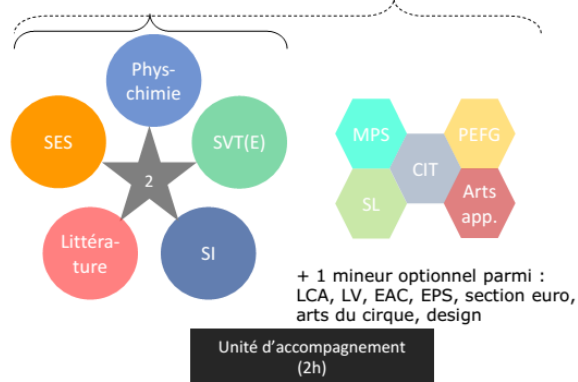 Phys-
chimie
SES
SVT(E)
2
Littéra-
ture
SI
MPS
PEFG
CIT
SL
Arts
app.
+ 1 mineur optionnel parmi :
LCA, LV, EAC, EPS, section euro,
arts du cirque, design
Unité d’accompagnement
(2h)